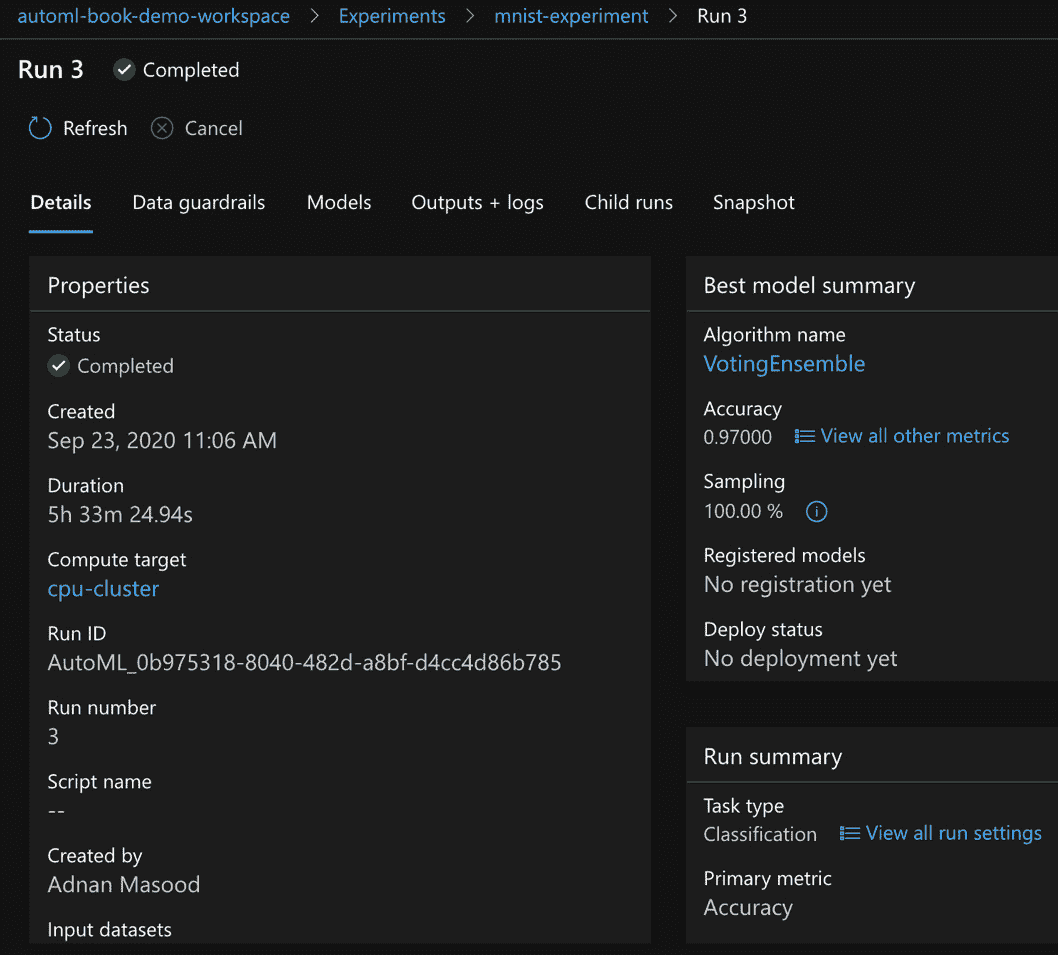 automl-book-demo-workspace > Experiments > mnist-experiment > Run 3
Run 3 Completed
Refresh Cancel
Details Data guardrails Models Outputs + logs Child runs Snapshot
Properties
Status
Completed
Created
Sep 23, 2020 11:06 AM
Duration
5h 33m 24.94s
Compute target
cpu-cluster
Run ID
AutoML_0b975318-8040-482d-a8bf-d4cc4d86b785
Run number
3
Script name
--
Created by
Adnan Masood
Input datasets
Best model summary
Algorithm name
VotingEnsemble
Accuracy
0.97000 View all other metrics
Sampling
100.00 %
Registered models
No registration yet
Deploy status
No deployment yet
Run summary
Task type
Classification View all run settings
Primary metric
Accuracy